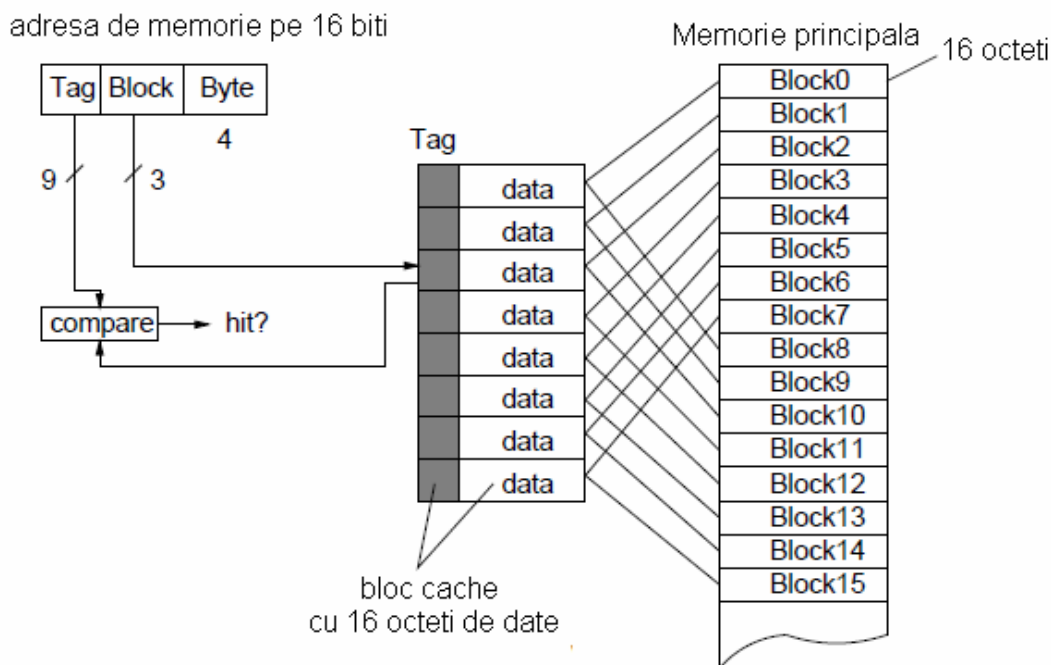 adresa de memorie pe 16 biti
Tag Block Byte
4
9
3
compare
hit?
Tag
data
data
data
data
data
data
data
data
bloc cache
cu 16 octeti de date
Memorie principala
16 octeti
Block0
Block1
Block2
Block3
Block4
Block5
Block6
Block7
Block8
Block9
Block10
Block11
Block12
Block13
Block14
Block15